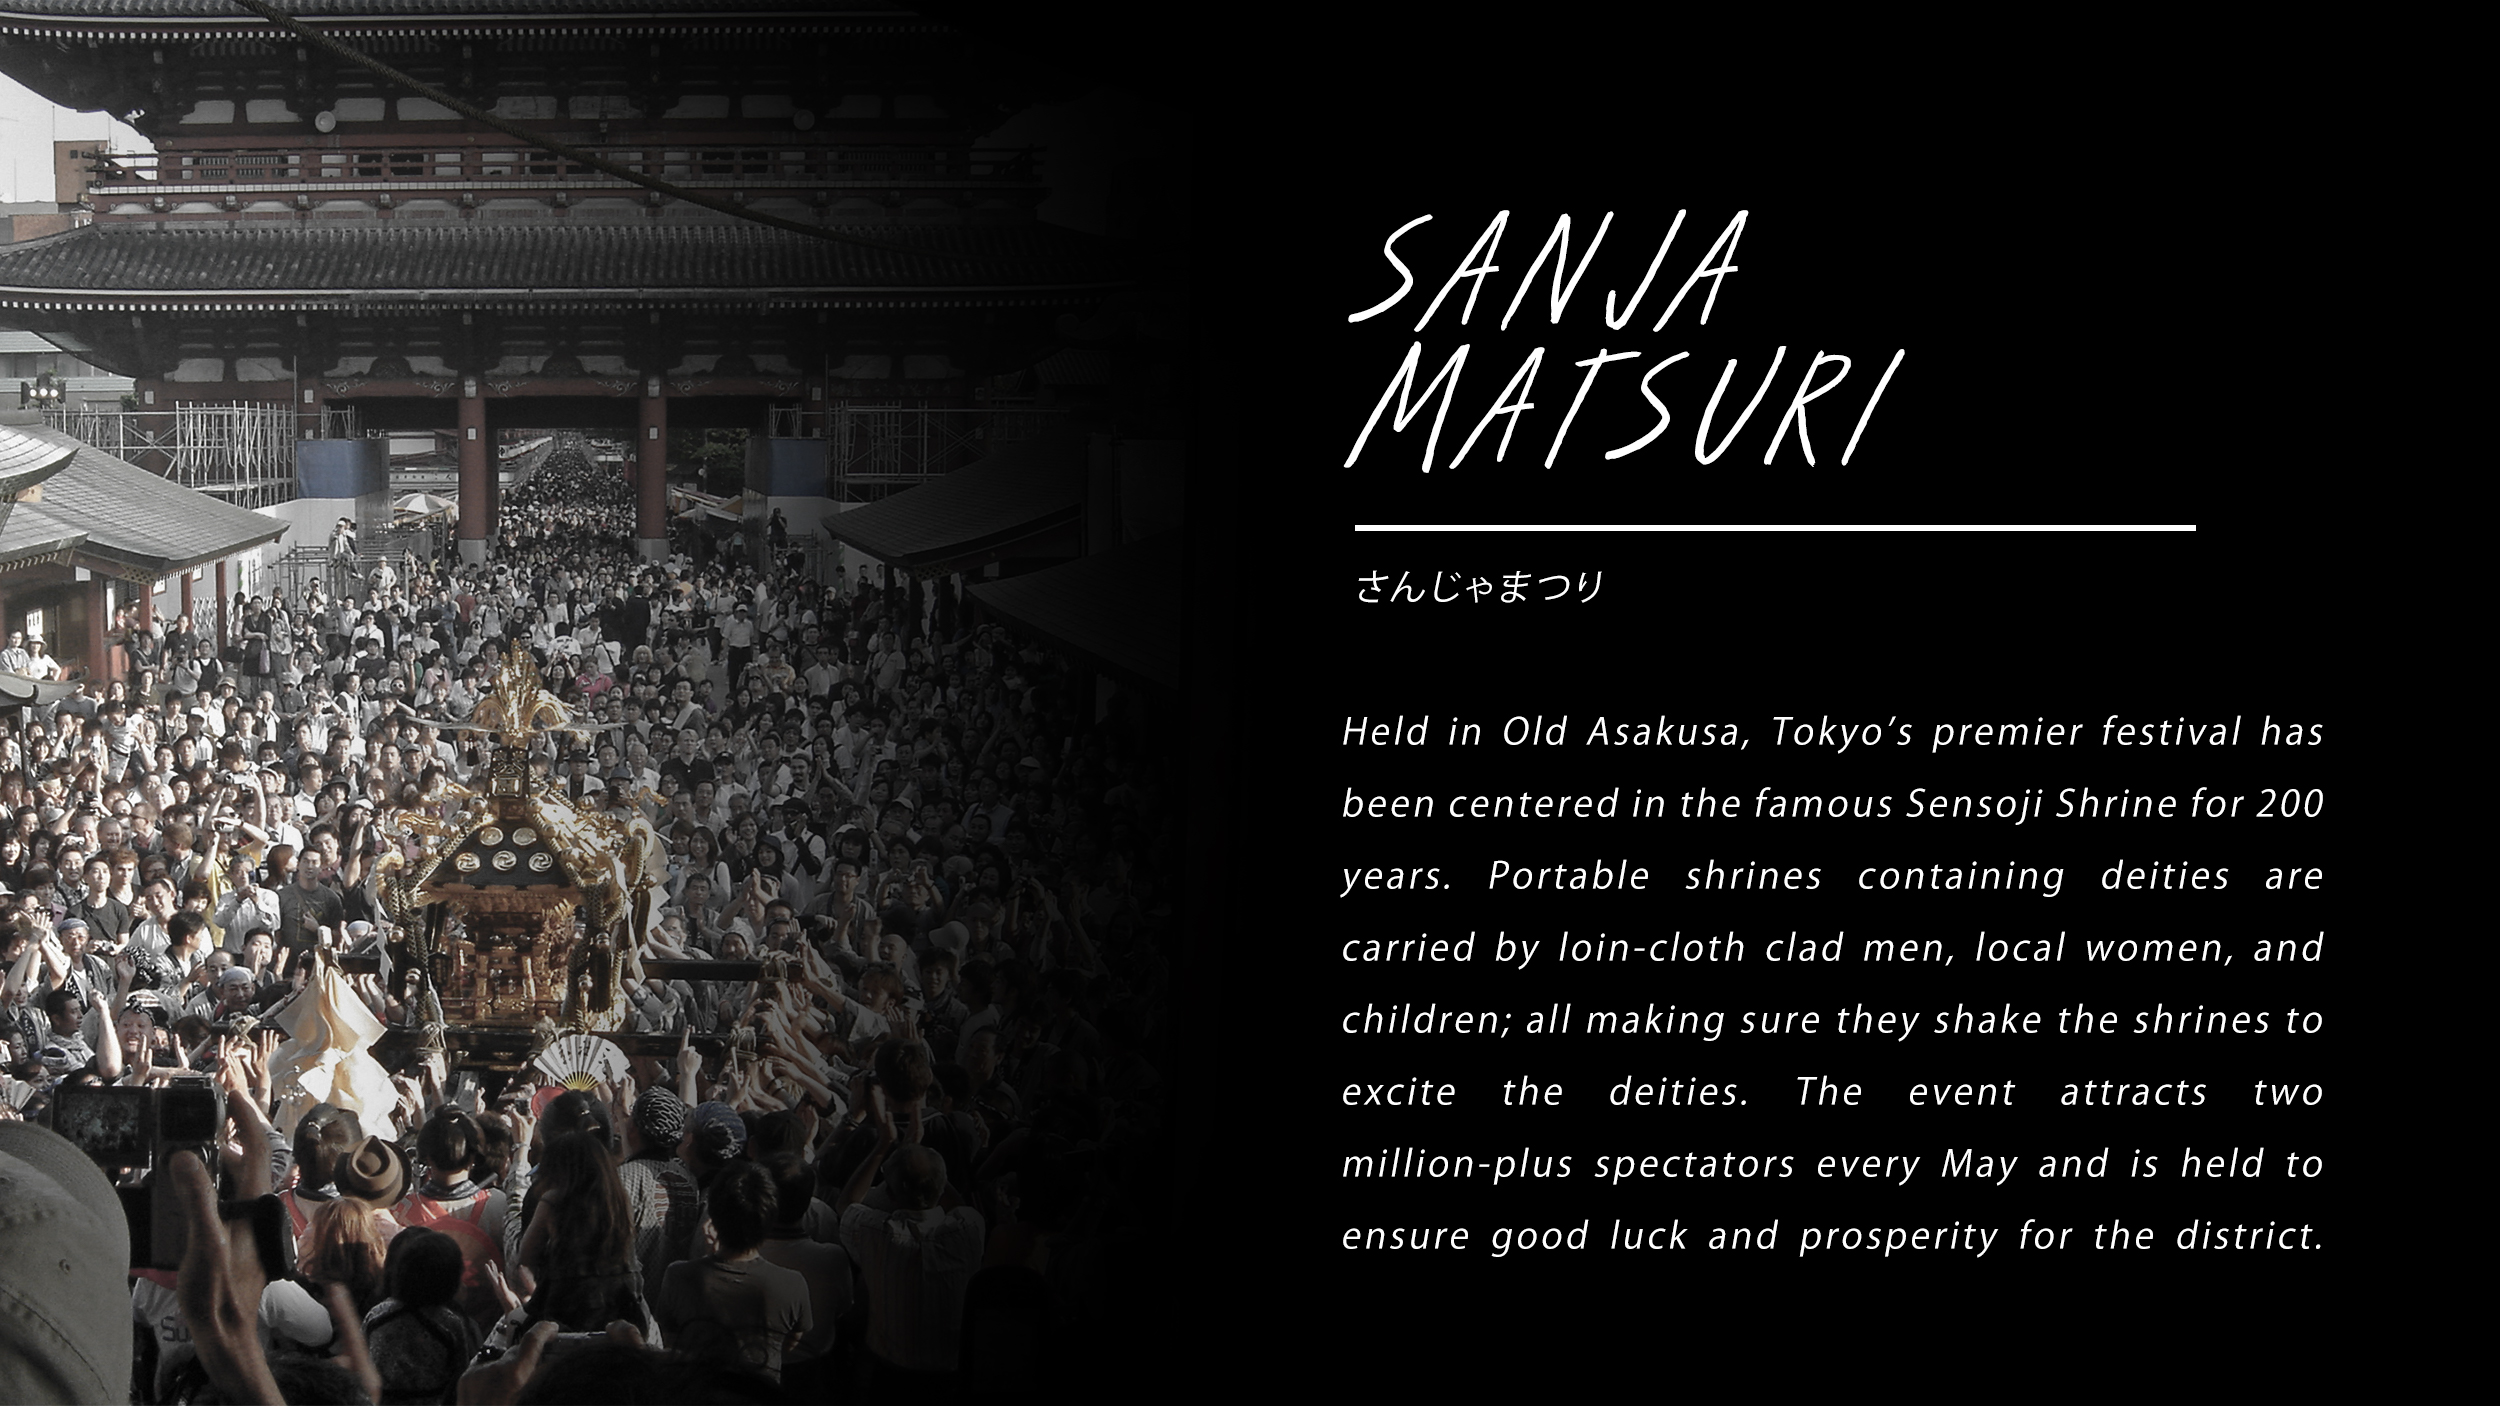 SANJA
MATSURI
さんじゃまつり
Held in Old Asakusa, Tokyo’s premier festival has
been centered in the famous Sensoji Shrine for 200
years. Portable shrines containing deities are
carried by loin-cloth clad men, local women, and
children; all making sure they shake the shrines to
excite the deities. The event attracts two
million-plus spectators every May and is held to
ensure good luck and prosperity for the district.